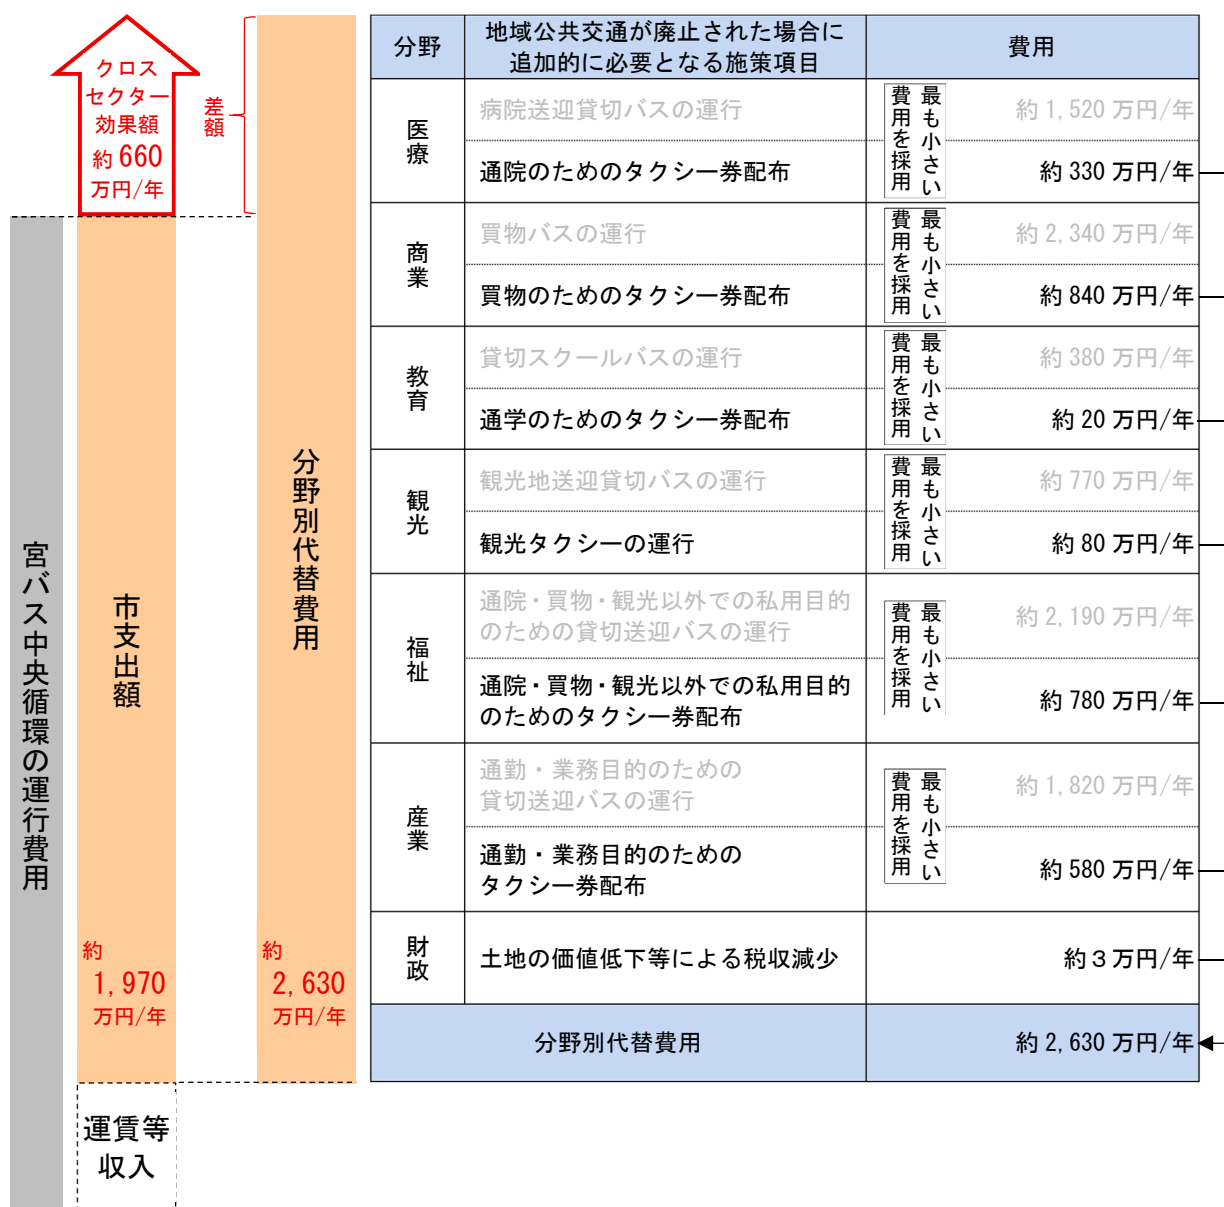 クロス
セクター
効果額
約660
万円/年
差額
宮バス中央循環の運行費用
市支出額
約
1,970
万円/年
分野別代替費用
約
2,630
万円/年
運賃等
収入
分野
地域公共交通が廃止された場合に
追加的に必要となる施策項目
費用
医療
病院送迎貸切バスの運行
最も小さい
費用を採用
約1,520万円/年
通院のためのタクシー券配布
約330万円/年
商業
買物バスの運行
最も小さい
費用を採用
約2,340万円/年
買物のためのタクシー券配布
約840万円/年
教育
貸切スクールバスの運行
最も小さい
費用を採用
約380万円/年
通学のためのタクシー券配布
約20万円/年
観光
観光地送迎貸切バスの運行
最も小さい
費用を採用
約770万円/年
観光タクシーの運行
約80万円/年
福祉
通院・買物・観光以外での私用目的
のための貸切送迎バスの運行
最も小さい
費用を採用
約2,190万円/年
通院・買物・観光以外での私用目的
のためのタクシー券配布
約780万円/年
産業
通勤・業務目的のための
貸切送迎バスの運行
最も小さい
費用を採用
約1,820万円/年
通勤・業務目的のための
タクシー券配布
約580万円/年
財政
土地の価値低下等による税収減少
約3万円/年
分野別代替費用
約2,630万円/年